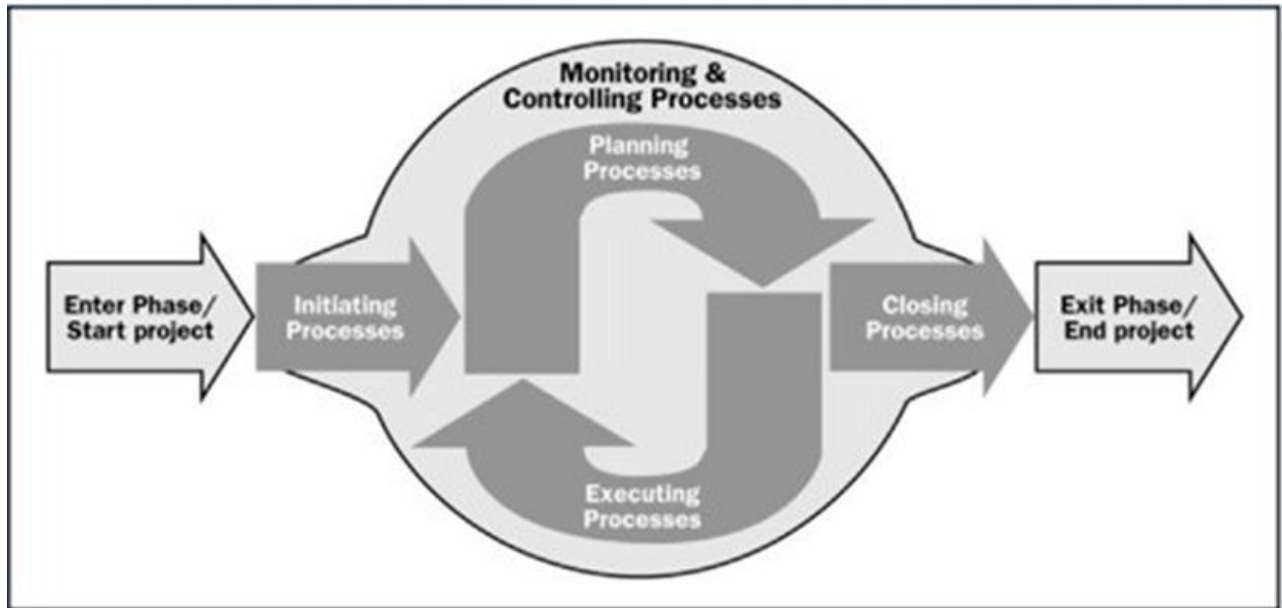 Monitoring &
Controlling Processes
Planning
Processes
Enter Phase/
Start project
Initiating
Processes
Closing
Processes
Exit Phase/
End project
Executing
Processes